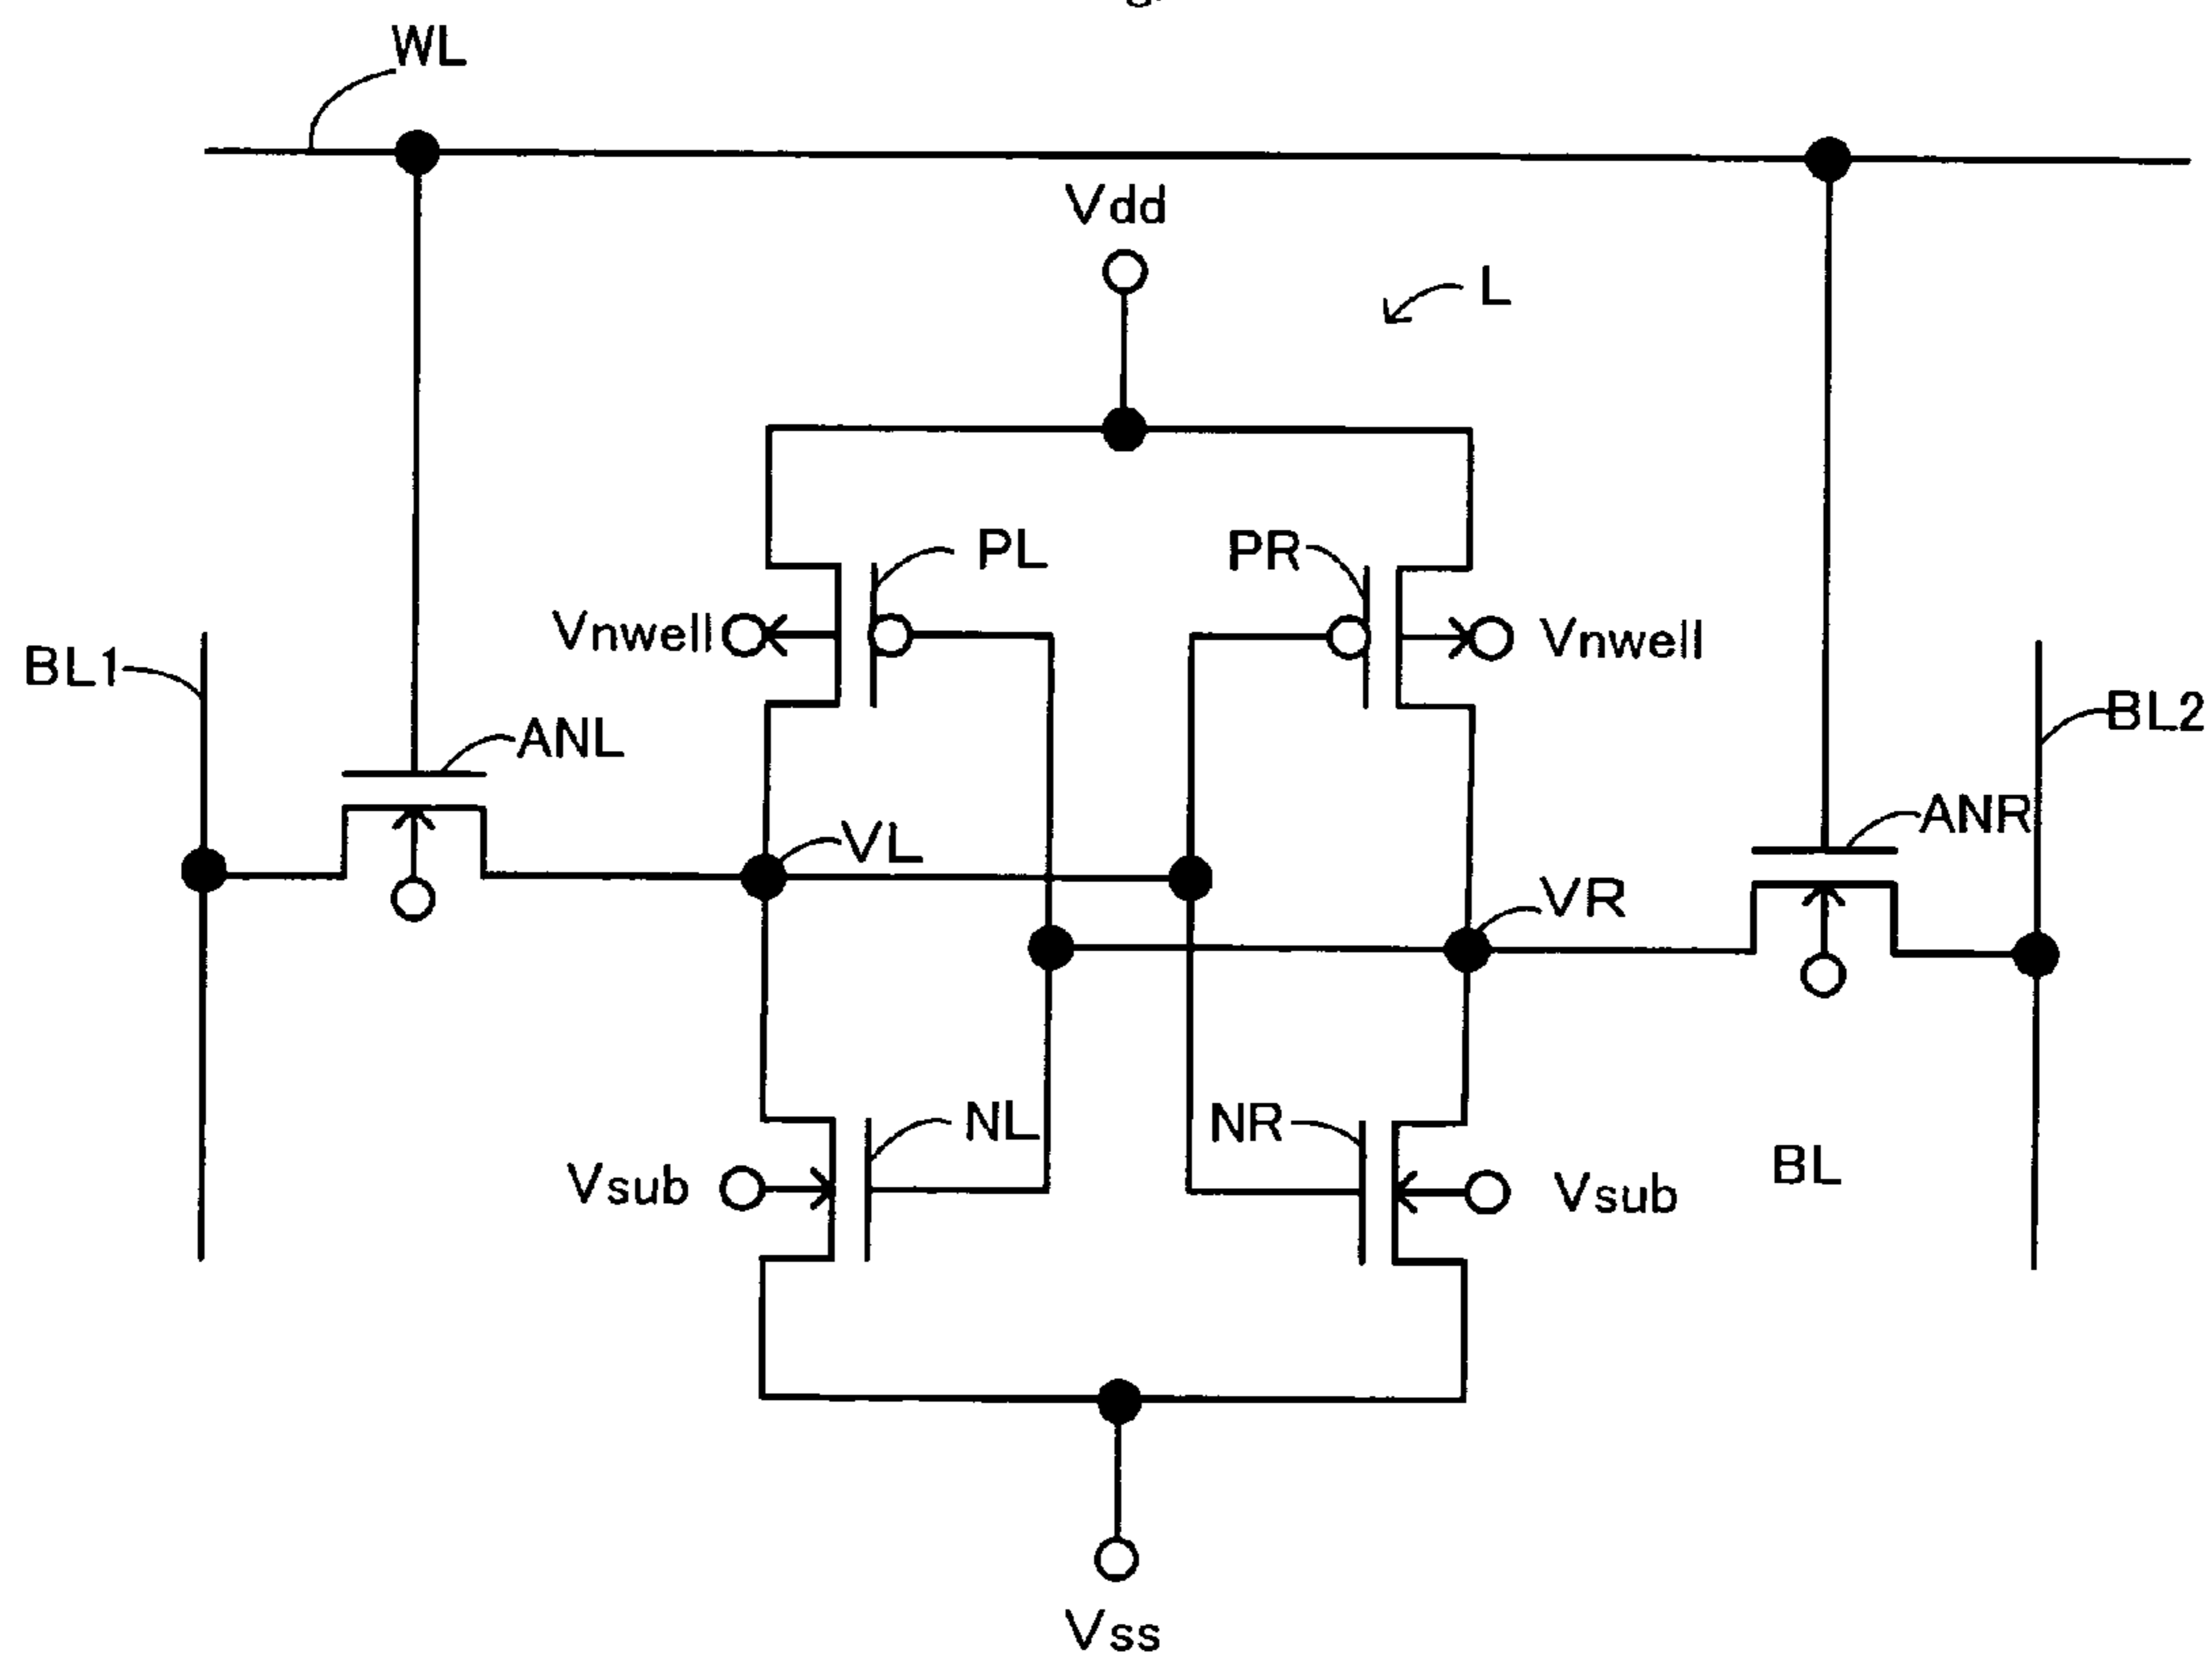 WL
Vdd
L
PL
PR
Vnwell
Vnwell
BL1
BL2
ANL
ANR
VL
VR
NL
NR
BL
Vsub
Vsub
Vss